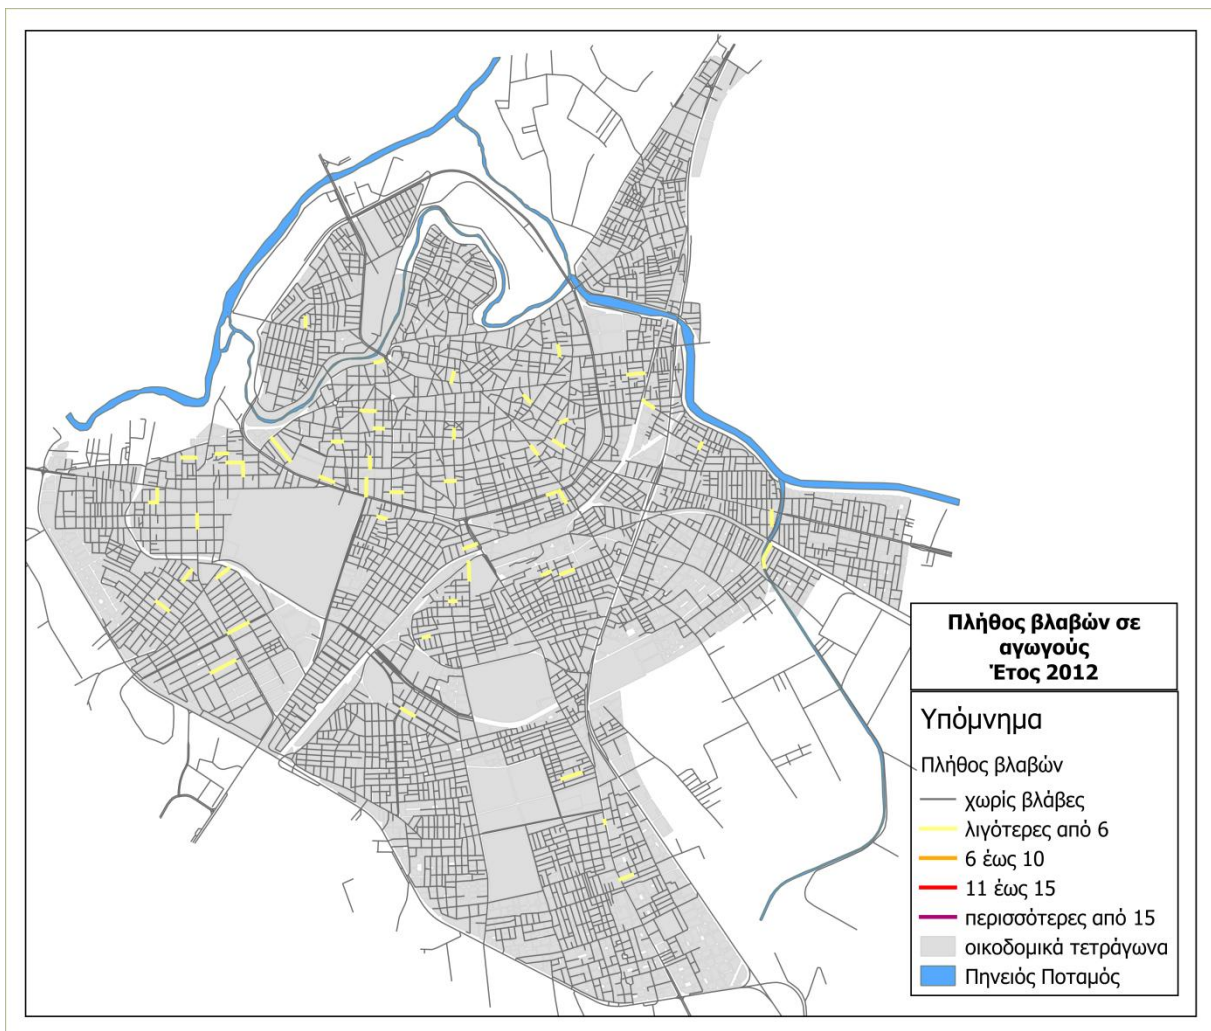 Πλήθος βλαβών σε
αγωγούς
Έτος 2012
Υπόμνημα
Πλήθος βλαβών
χωρίς βλάβες
λιγότερες από 6
6 έως 10
11 έως 15
περισσότερες από 15
οικοδομικά τετράγωνα
Πηνειός Ποταμός